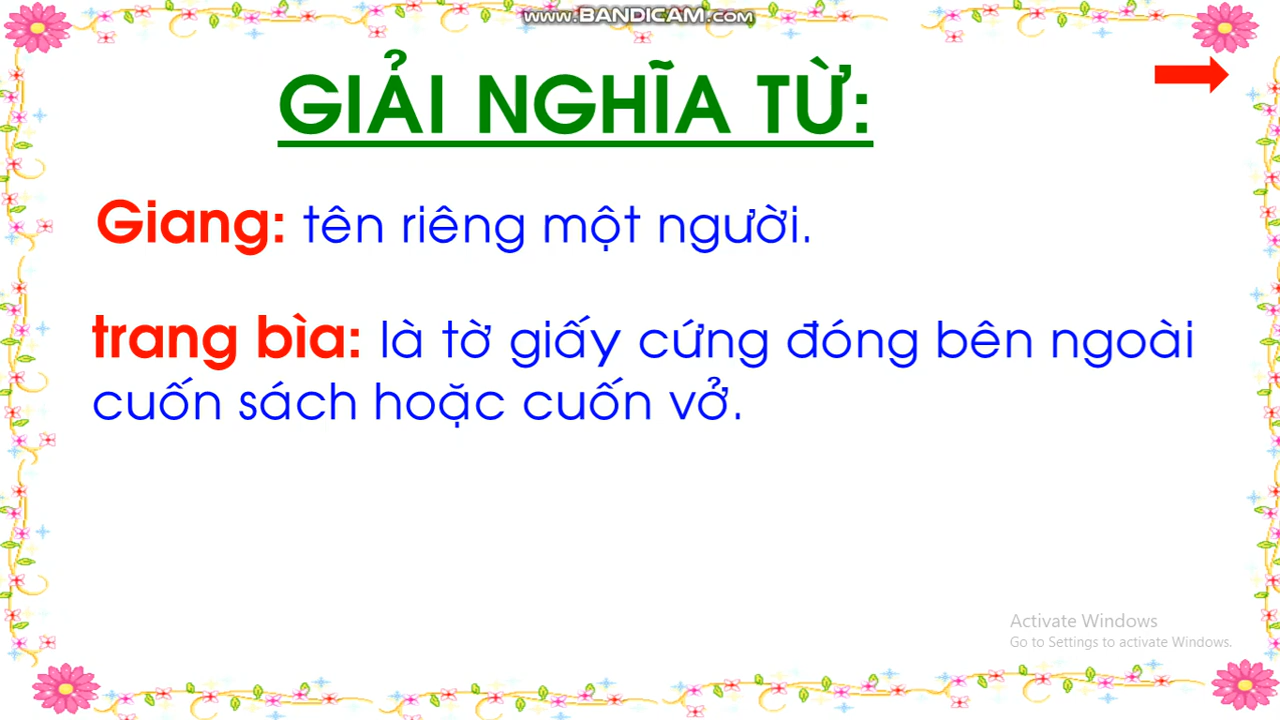 WWW.BANDICAM.COM
GIẢI NGHĨA TỪ:
Giang: tên riêng một người.
trang bìa: là tờ giấy cứng đóng bên ngoài
cuốn sách hoặc cuốn vở.
Activate Windows
Go to Settings to activate Windows.